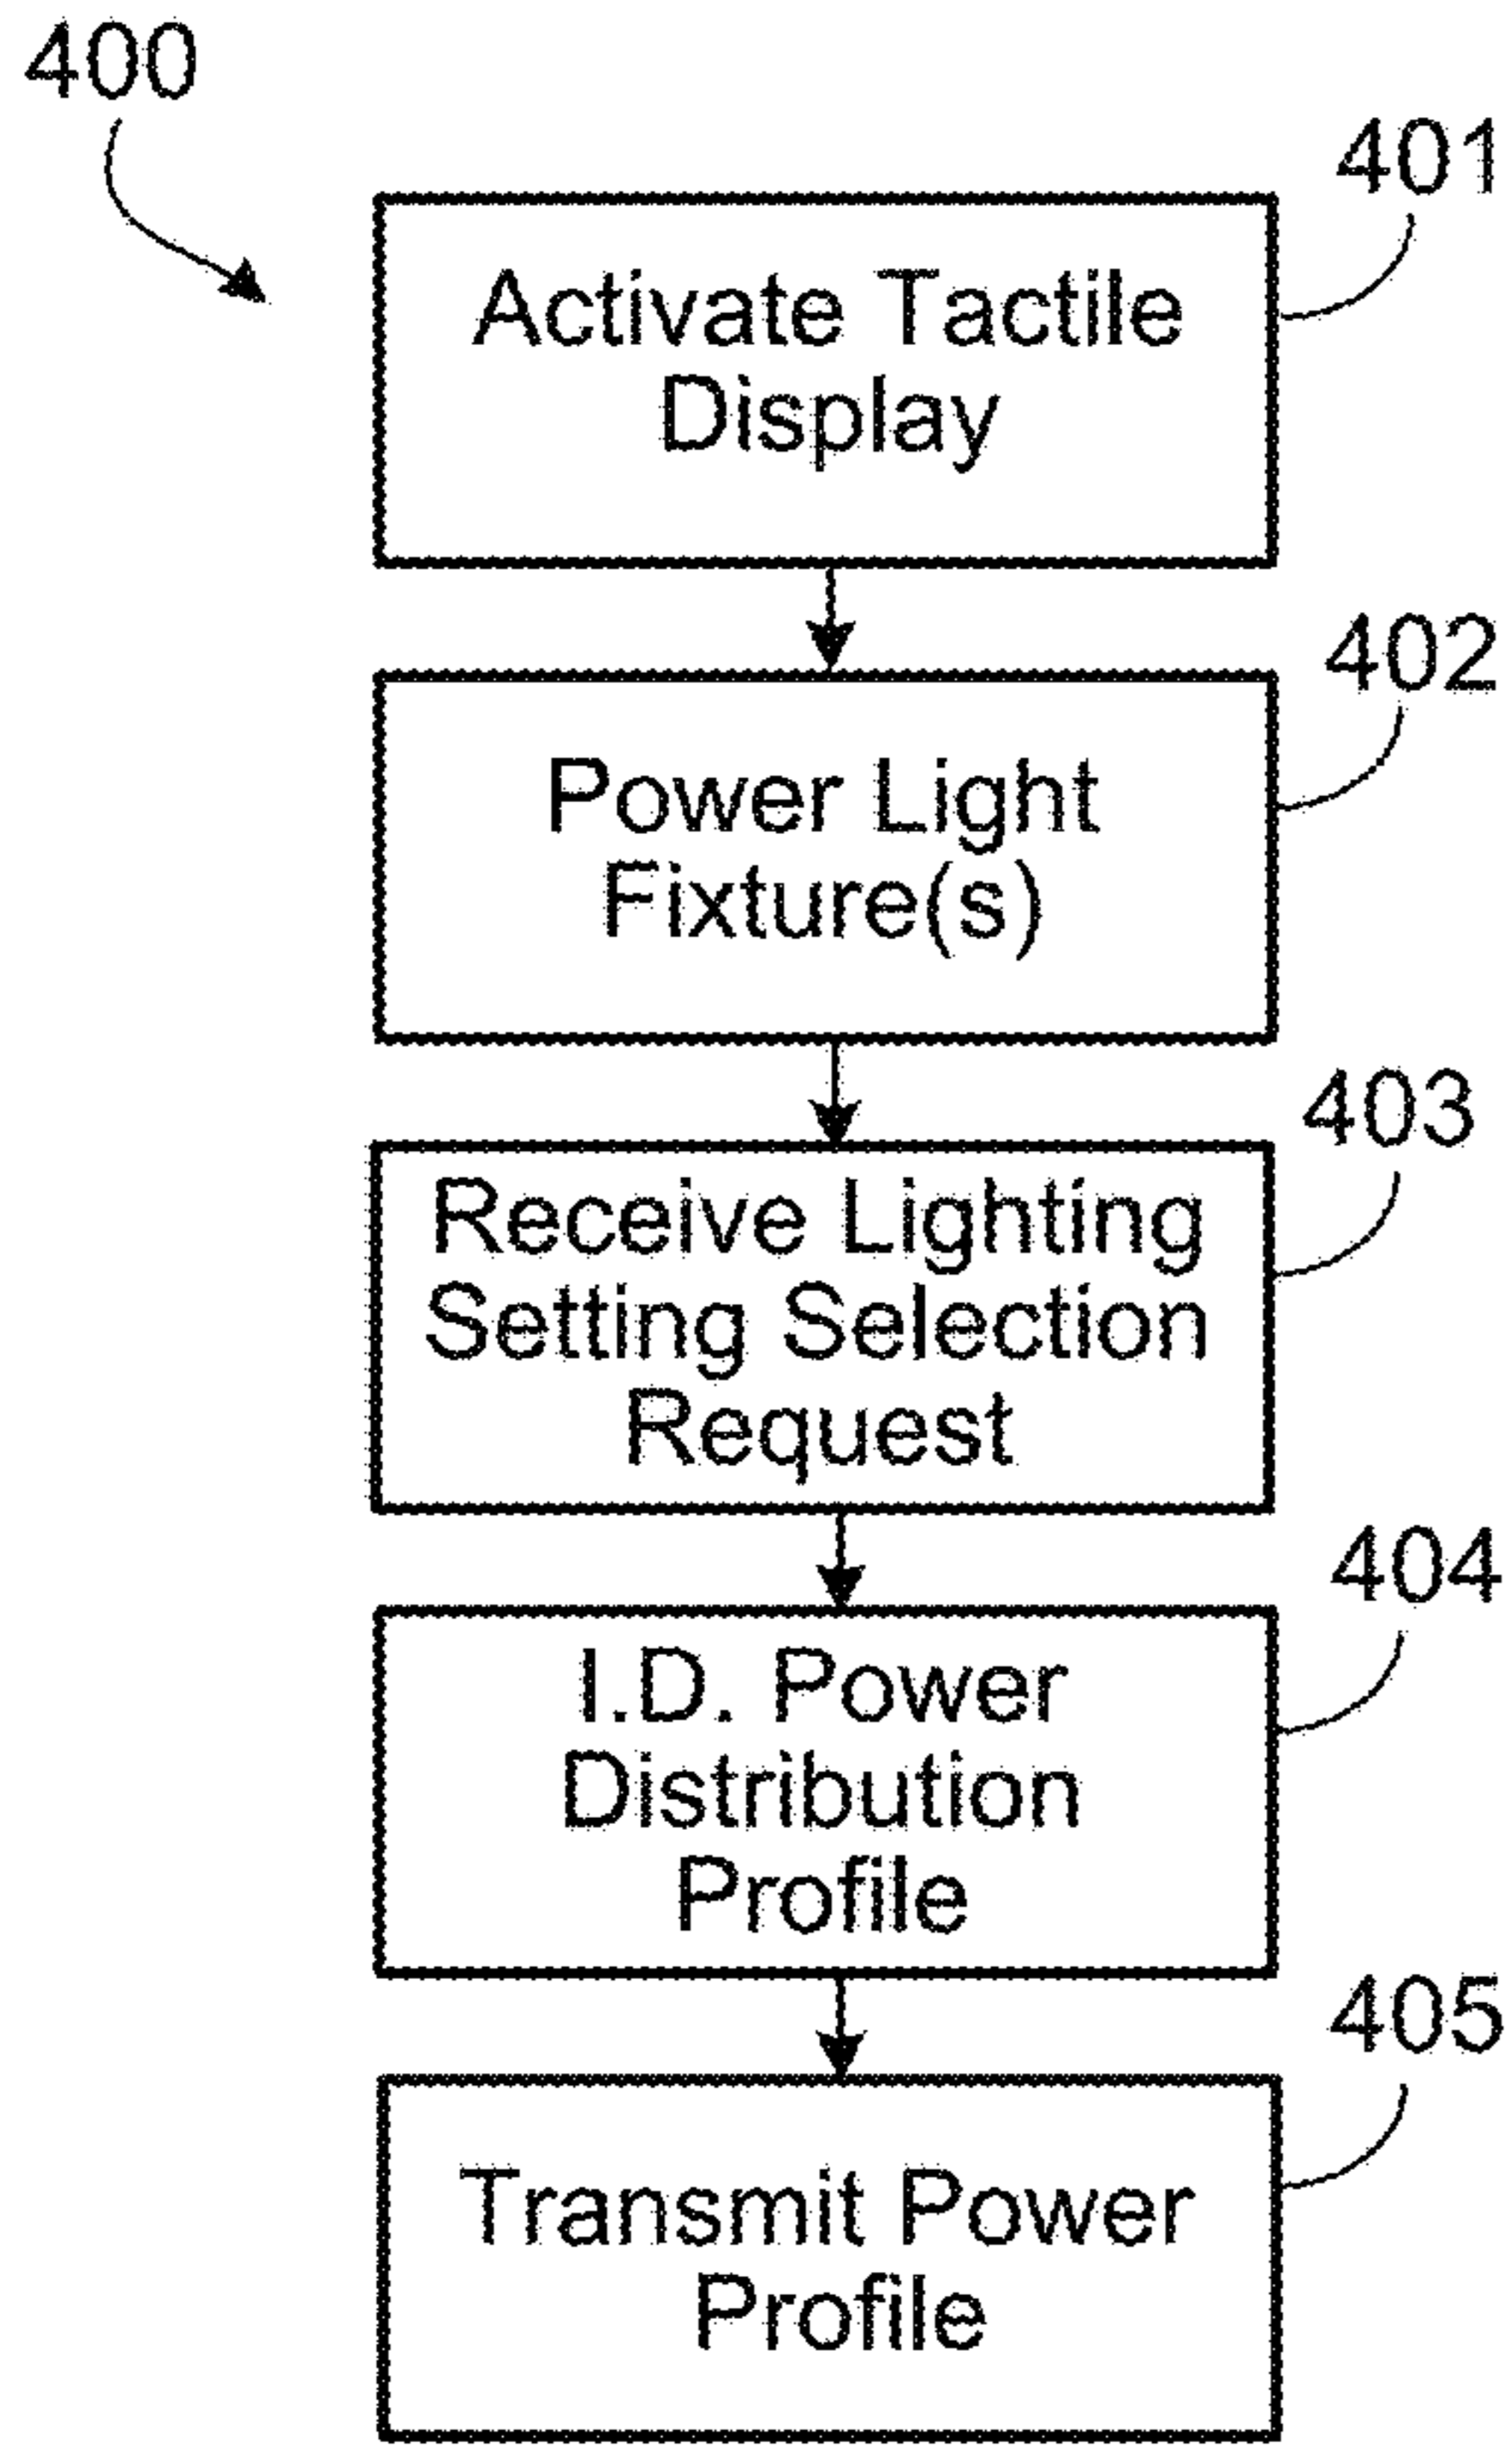 400
401
Activate Tactile
Display
402
Power Light
Fixture(s)
403
Receive Lighting
Setting Selection
Request
404
I.D. Power
Distribution
Profile
405
Transmit Power
Profile